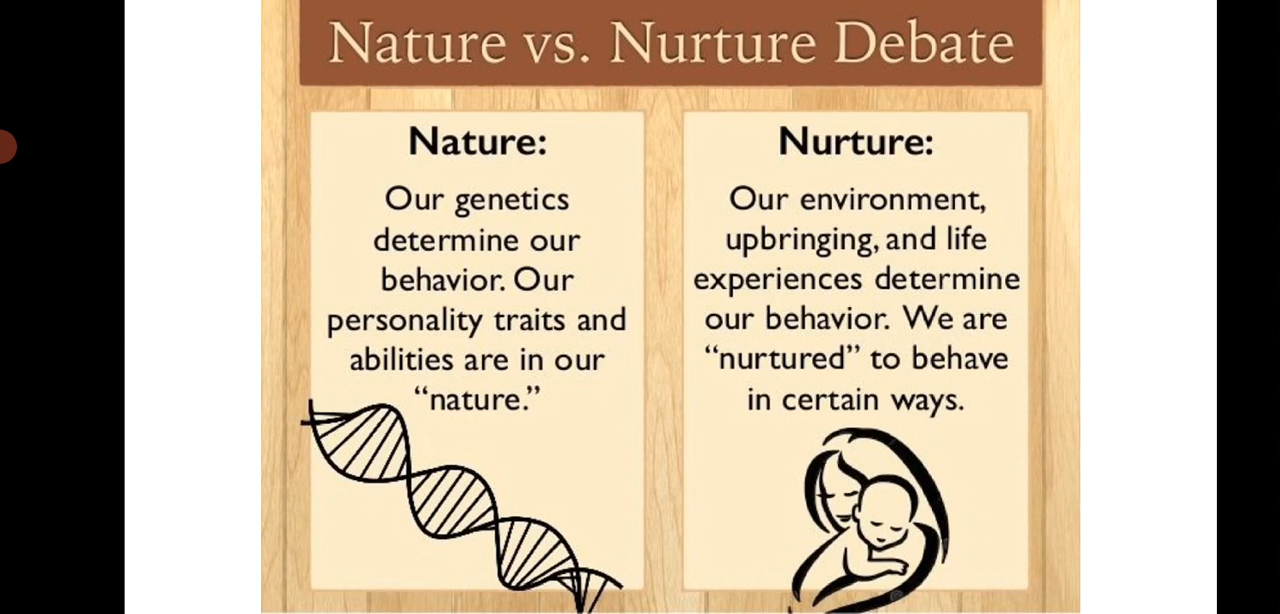 Nature vs. Nurture Debate
Nature:
Our genetics
determine our
behavior. Our
personality traits and
abilities are in our
“nature.”
Nurture:
Our environment,
upbringing, and life
experiences determine
our behavior. We are
“nurtured” to behave
in certain ways.